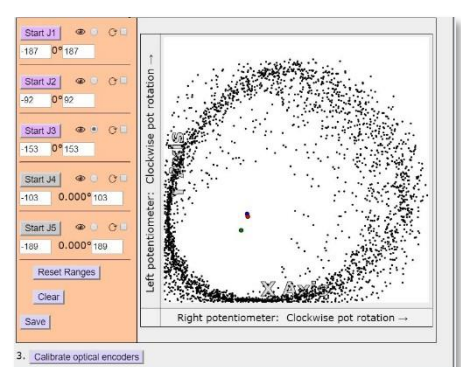 Start J1
-187 0° 187
Start J2
-92 0° 92
Start J3
-153 0° 153
Start J4
-103 0.000° 103
Start J5
-189 0.000° 189
Reset Ranges
Clear
Save
Left potentiometer: Clockwise pot rotation →
X Axis
Right potentiometer: Clockwise pot rotation →
3. Calibrate optical encoders